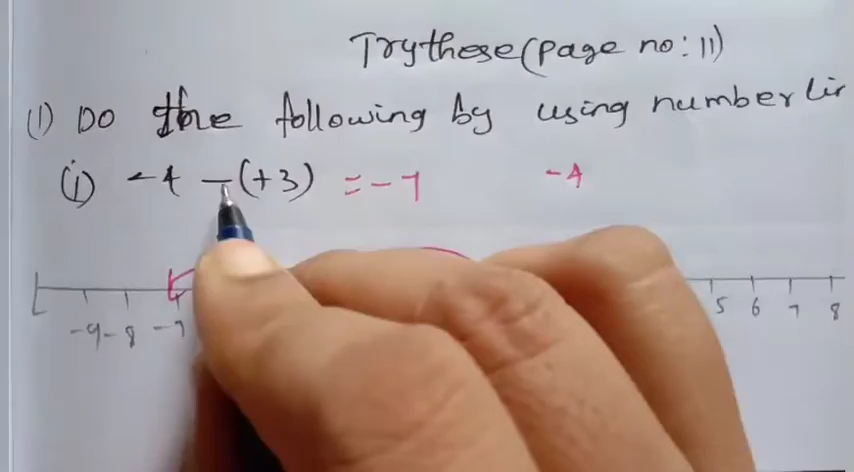 Try these (page no: 11)
(1) Do the following by using number lin
(i) -4 -(+3) = -7 -4
-9 -8 -7 5 6 7 8